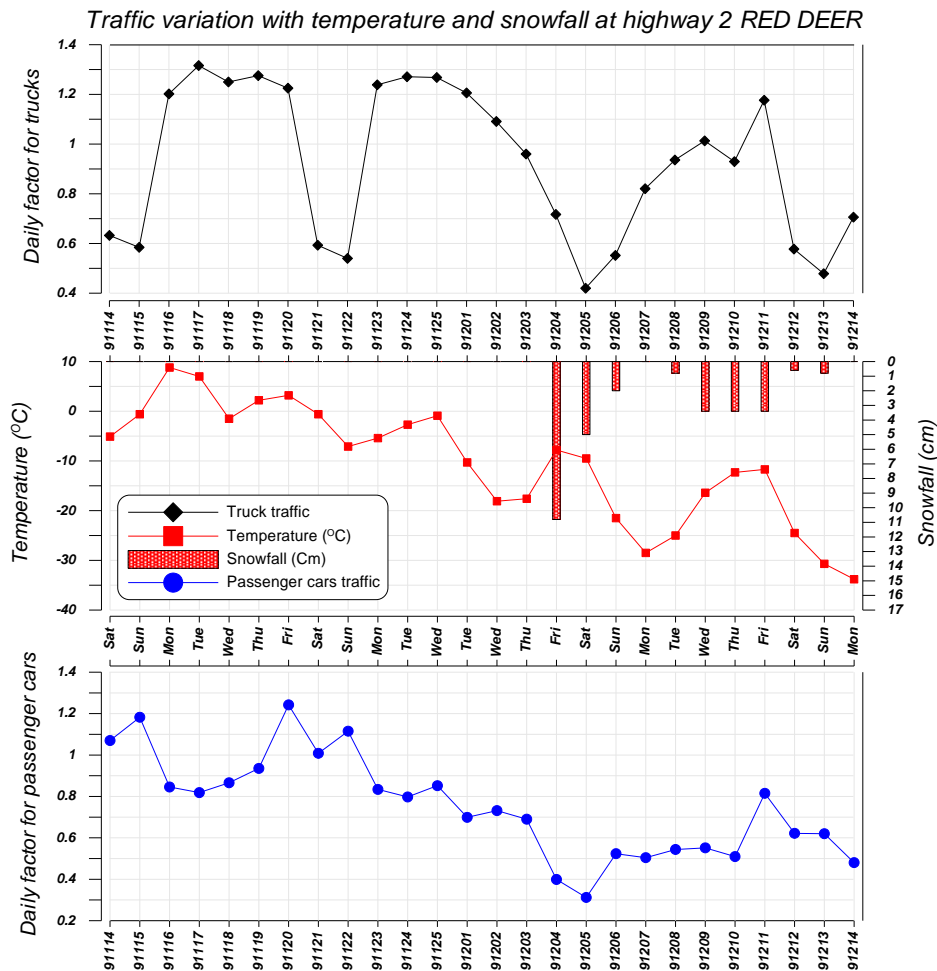 Traffic variation with temperature and snowfall at highway 2 RED DEER
Daily factor for trucks
1.4
1.2
1
0.8
0.6
0.4
91114
91115
91116
91117
91118
91119
91120
91121
91122
91123
91124
91125
91201
91202
91203
91204
91205
91206
91207
91208
91209
91210
91211
91212
91213
91214
Temperature (⁰C)
10
0
-10
-20
-30
-40
Truck traffic
Temperature (⁰C)
Snowfall (Cm)
Passenger cars traffic
0
1
2
3
4
5
6
7
8
9
10
11
12
13
14
15
16
17
Snowfall (cm)
Sat
Sun
Mon
Tue
Wed
Thu
Fri
Sat
Sun
Mon
Tue
Wed
Tue
Wed
Thu
Fri
Sat
Sun
Mon
Tue
Wed
Thu
Fri
Sat
Sun
Mon
Daily factor for passenger cars
1.4
1.2
1
0.8
0.6
0.4
0.2
91114
91115
91116
91117
91118
91119
91120
91121
91122
91123
91124
91125
91201
91202
91203
91204
91205
91206
91207
91208
91209
91210
91211
91212
91213
91214